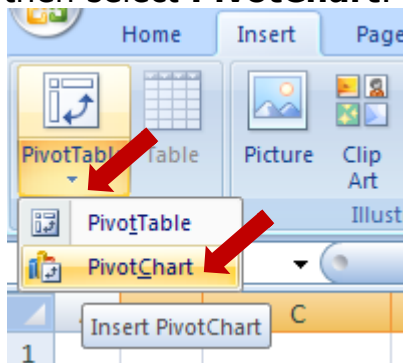 then select PivotChart.
Home Insert Page
PivotTable Table Picture Clip Art
Illust
PivotTable
PivotChart
Insert PivotChart C
1